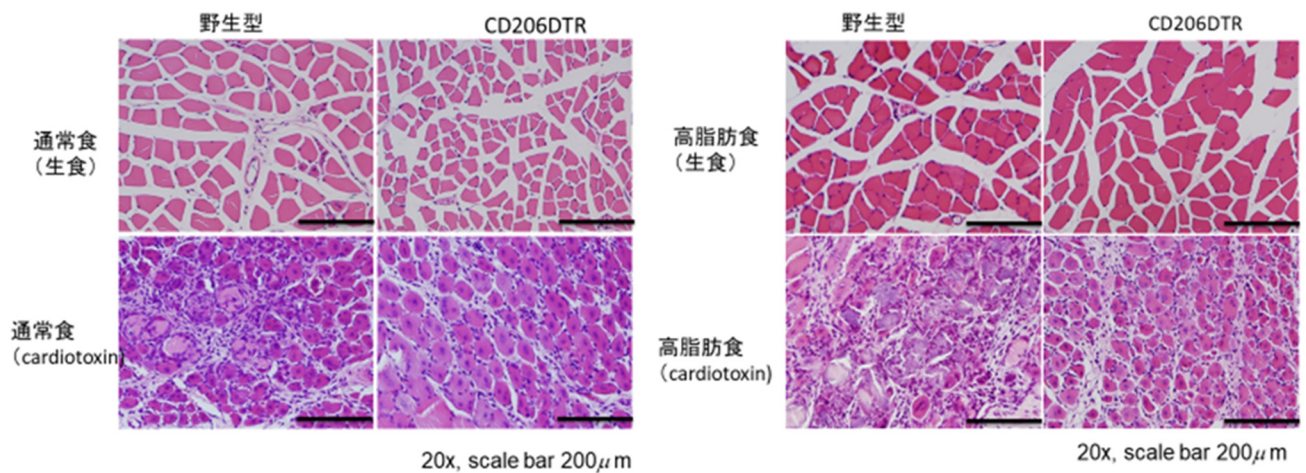 野生型
CD206DTR
通常食
(生食)
通常食
(cardiotoxin)
20x, scale bar 200μm
野生型
CD206DTR
高脂肪食
(生食)
高脂肪食
(cardiotoxin)
20x, scale bar 200μm